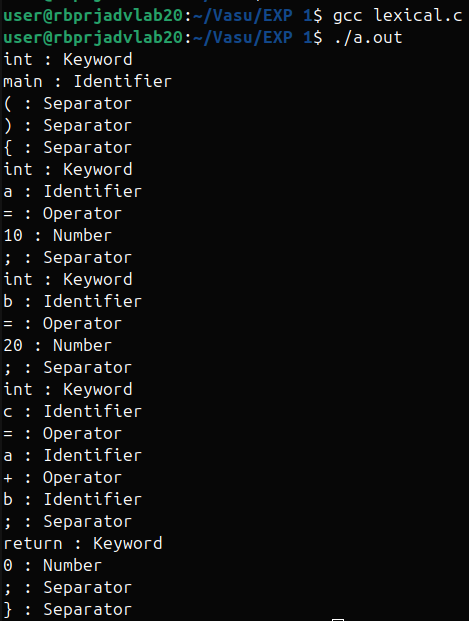 user@rbprjadvlab20:~/Vasu/EXP 1$ gcc lexical.c
user@rbprjadvlab20:~/Vasu/EXP 1$ ./a.out
int : Keyword
main : Identifier
( : Separator
) : Separator
{ : Separator
int : Keyword
a : Identifier
= : Operator
10 : Number
; : Separator
int : Keyword
b : Identifier
= : Operator
20 : Number
; : Separator
int : Keyword
c : Identifier
= : Operator
a : Identifier
+ : Operator
b : Identifier
; : Separator
return : Keyword
0 : Number
; : Separator
} : Separator